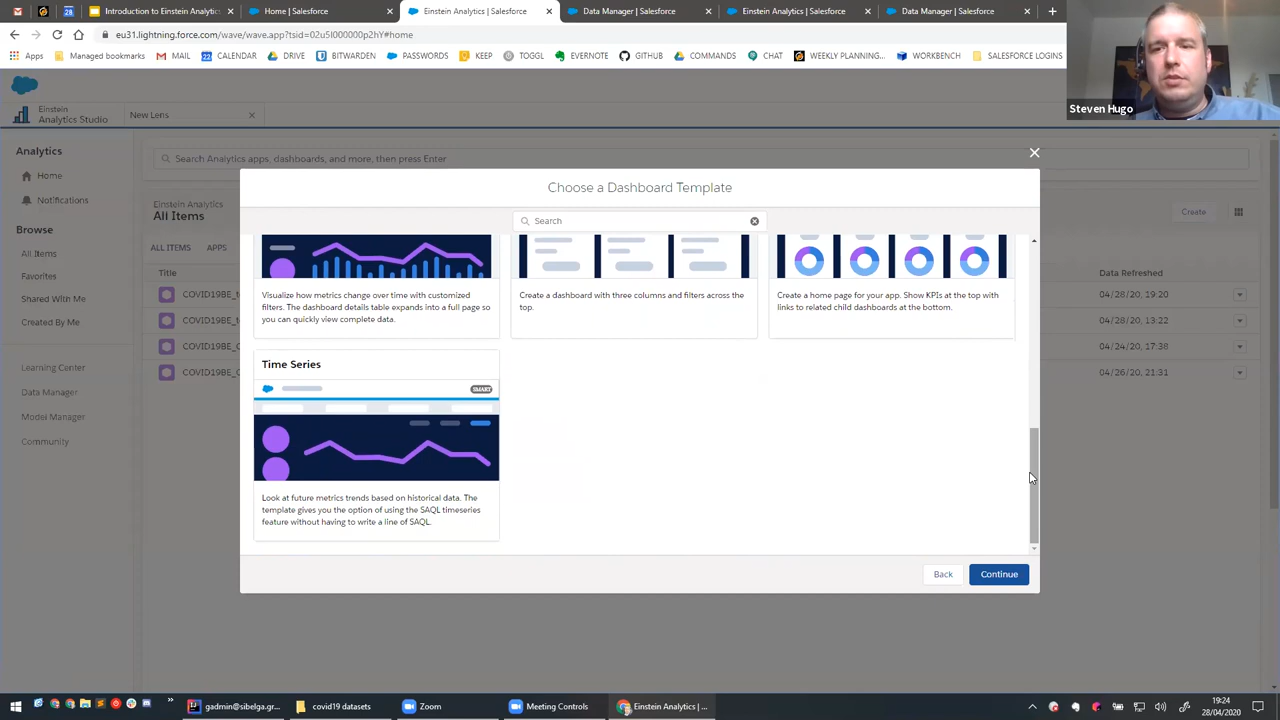 Introduction to Einstein Analytics
Home | Salesforce
Einstein Analytics | Salesforce
Data Manager | Salesforce
Einstein Analytics | Salesforce
Data Manager | Salesforce
eu31.lightning.force.com/wave/wave.app?tsid=02u5I000000p2hY#home
Apps
Managed bookmarks
MAIL
CALENDAR
DRIVE
BITWARDEN
PASSWORDS
KEEP
TOGGL
EVERNOTE
GITHUB
COMMANDS
CHAT
WEEKLY PLANNING...
WORKBENCH
SALESFORCE LOGINS
Steven Hugo
Einstein
Analytics Studio
New Lens
Analytics
Home
Notifications
Browse
All Items
Favorites
Shared With Me
Created By Me
Learning Center
Data Manager
Model Manager
Community
Search Analytics apps, dashboards, and more, then press Enter
Einstein Analytics
All Items
Create
ALL ITEMS
APPS
Title
Data Refreshed
04/28/20, 19:20
04/28/20, 13:22
04/24/20, 17:38
04/26/20, 21:31
Choose a Dashboard Template
Search
Visualize how metrics change over time with customized
filters. The dashboard details table expands into a full page so
you can quickly view complete data.
Create a dashboard with three columns and filters across the
top.
Create a home page for your app. Show KPIs at the top with
links to related child dashboards at the bottom.
Time Series
SMART
Look at future metrics trends based on historical data. The
template gives you the option of using the SAQL timeseries
feature without having to write a line of SAQL.
Back
Continue
gadmin@sibelga.gr...
covid19 datasets
Zoom
Meeting Controls
Einstein Analytics | ...
19:24
28/04/2020